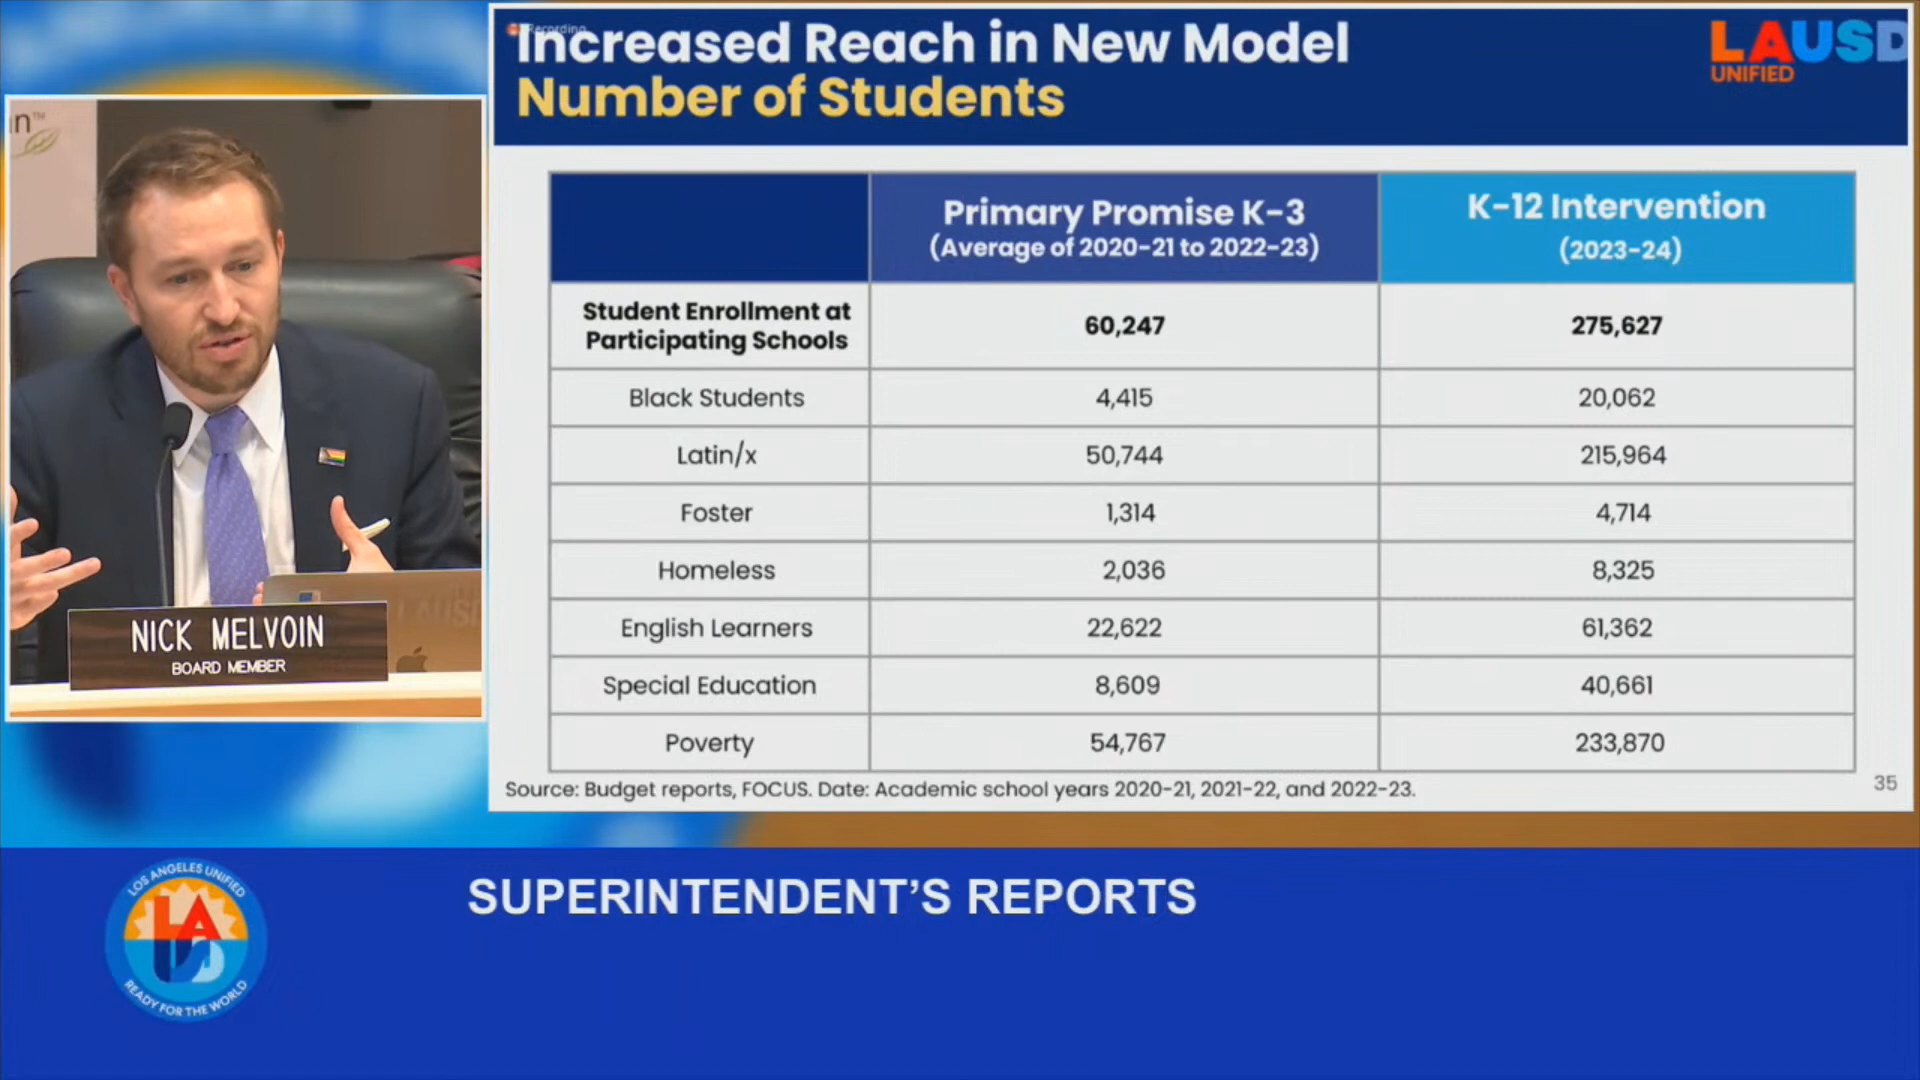 Recording
Increased Reach in New Model
Number of Students
LAUSD
UNIFIED
Primary Promise K-3
(Average of 2020-21 to 2022-23)
K-12 Intervention
(2023-24)
Student Enrollment at
Participating Schools
60,247
275,627
Black Students
4,415
20,062
Latin/x
50,744
215,964
Foster
1,314
4,714
Homeless
2,036
8,325
English Learners
22,622
61,362
Special Education
8,609
40,661
Poverty
54,767
233,870
Source: Budget reports, FOCUS. Date: Academic school years 2020-21, 2021-22, and 2022-23.
35
NICK MELVOIN
BOARD MEMBER
LAUSD
SUPERINTENDENT’S REPORTS
LOS ANGELES UNIFIED
LAUSD
READY FOR THE WORLD